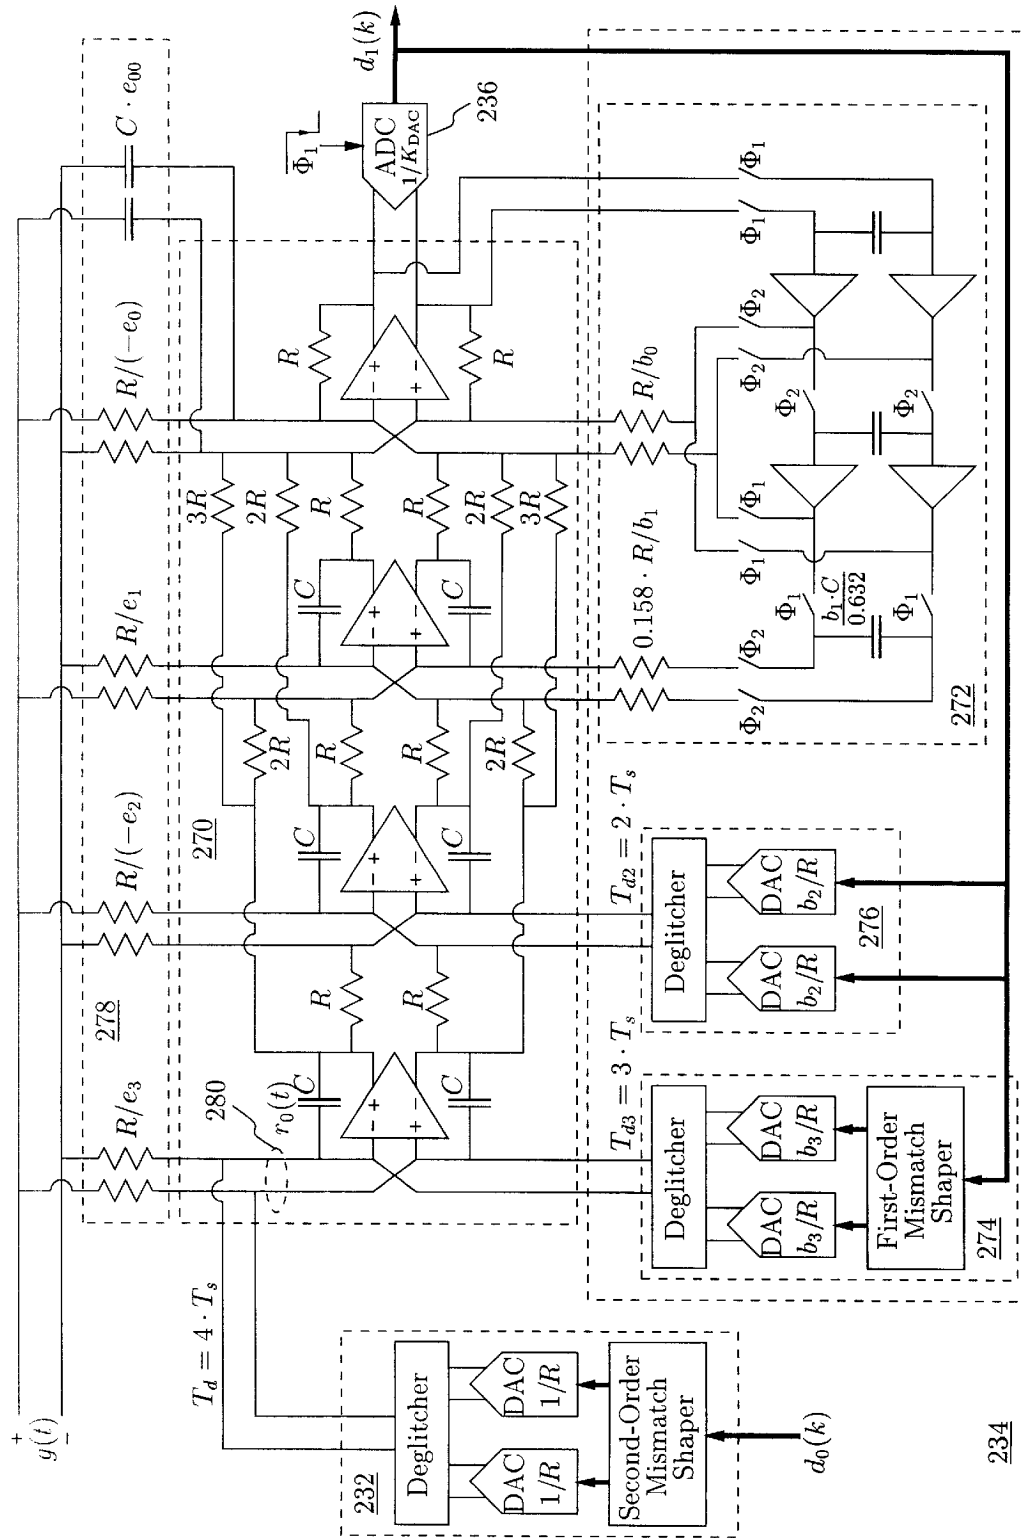 +
y(t)
−
R/e₃
R/(−e₂)
R/e₁
R/(−e₀)
C · e₀₀
278
270
280
r₀(t)
C
C
R
R
C
C
2R
R
R
2R
C
C
3R
2R
R
R
2R
3R
R
R
Φ₁
ADC
1/K_DAC
236
d₁(k)
T_d = 4 · T_s
T_d3 = 3 · T_s
T_d2 = 2 · T_s
0.158 · R/b₁
R/b₀
232
Deglitcher
DAC
1/R
DAC
1/R
Second-Order
Mismatch
Shaper
d₀(k)
Deglitcher
DAC
b₃/R
DAC
b₃/R
First-Order
Mismatch
Shaper
274
Deglitcher
DAC
b₂/R
DAC
b₂/R
276
Φ₂
Φ₂
Φ₁
Φ₁
Φ₂
Φ₂
Φ₁
Φ₁
Φ₁
Φ₁
Φ₂
Φ₂
b₁·C
0.632
272
234
+
−
+
−
−
+
−
+